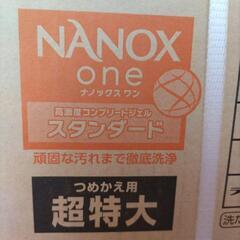 NANOX
one
ナノックス ワン
高濃度コンプリートジェル
スタンダード
頑固な汚れまで徹底洗浄
つめかえ用
超特大